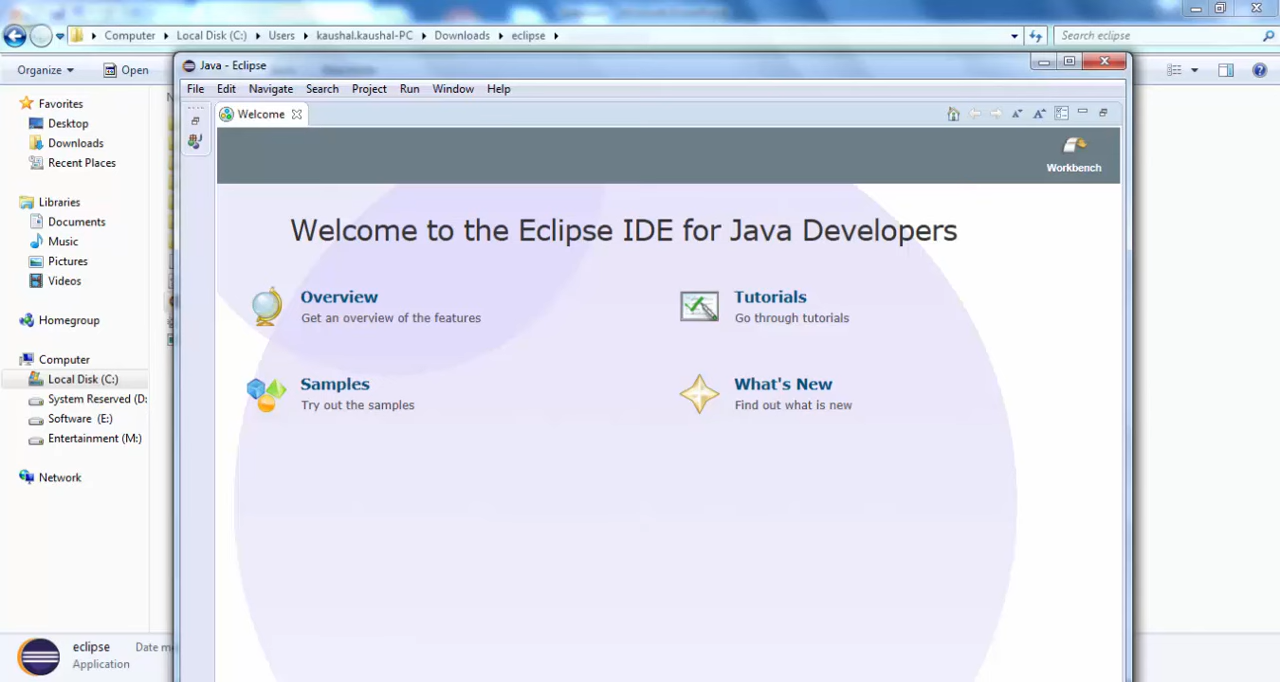 Computer Local Disk (C:) Users kaushal.kaushal-PC Downloads eclipse
Search eclipse
Organize Open
Java - Eclipse
File Edit Navigate Search Project Run Window Help
Welcome
Workbench
Favorites
Desktop
Downloads
Recent Places
Libraries
Documents
Music
Pictures
Videos
Homegroup
Computer
Local Disk (C:)
System Reserved (D:
Software (E:)
Entertainment (M:)
Network
Welcome to the Eclipse IDE for Java Developers
Overview
Get an overview of the features
Tutorials
Go through tutorials
Samples
Try out the samples
What's New
Find out what is new
eclipse Date m
Application